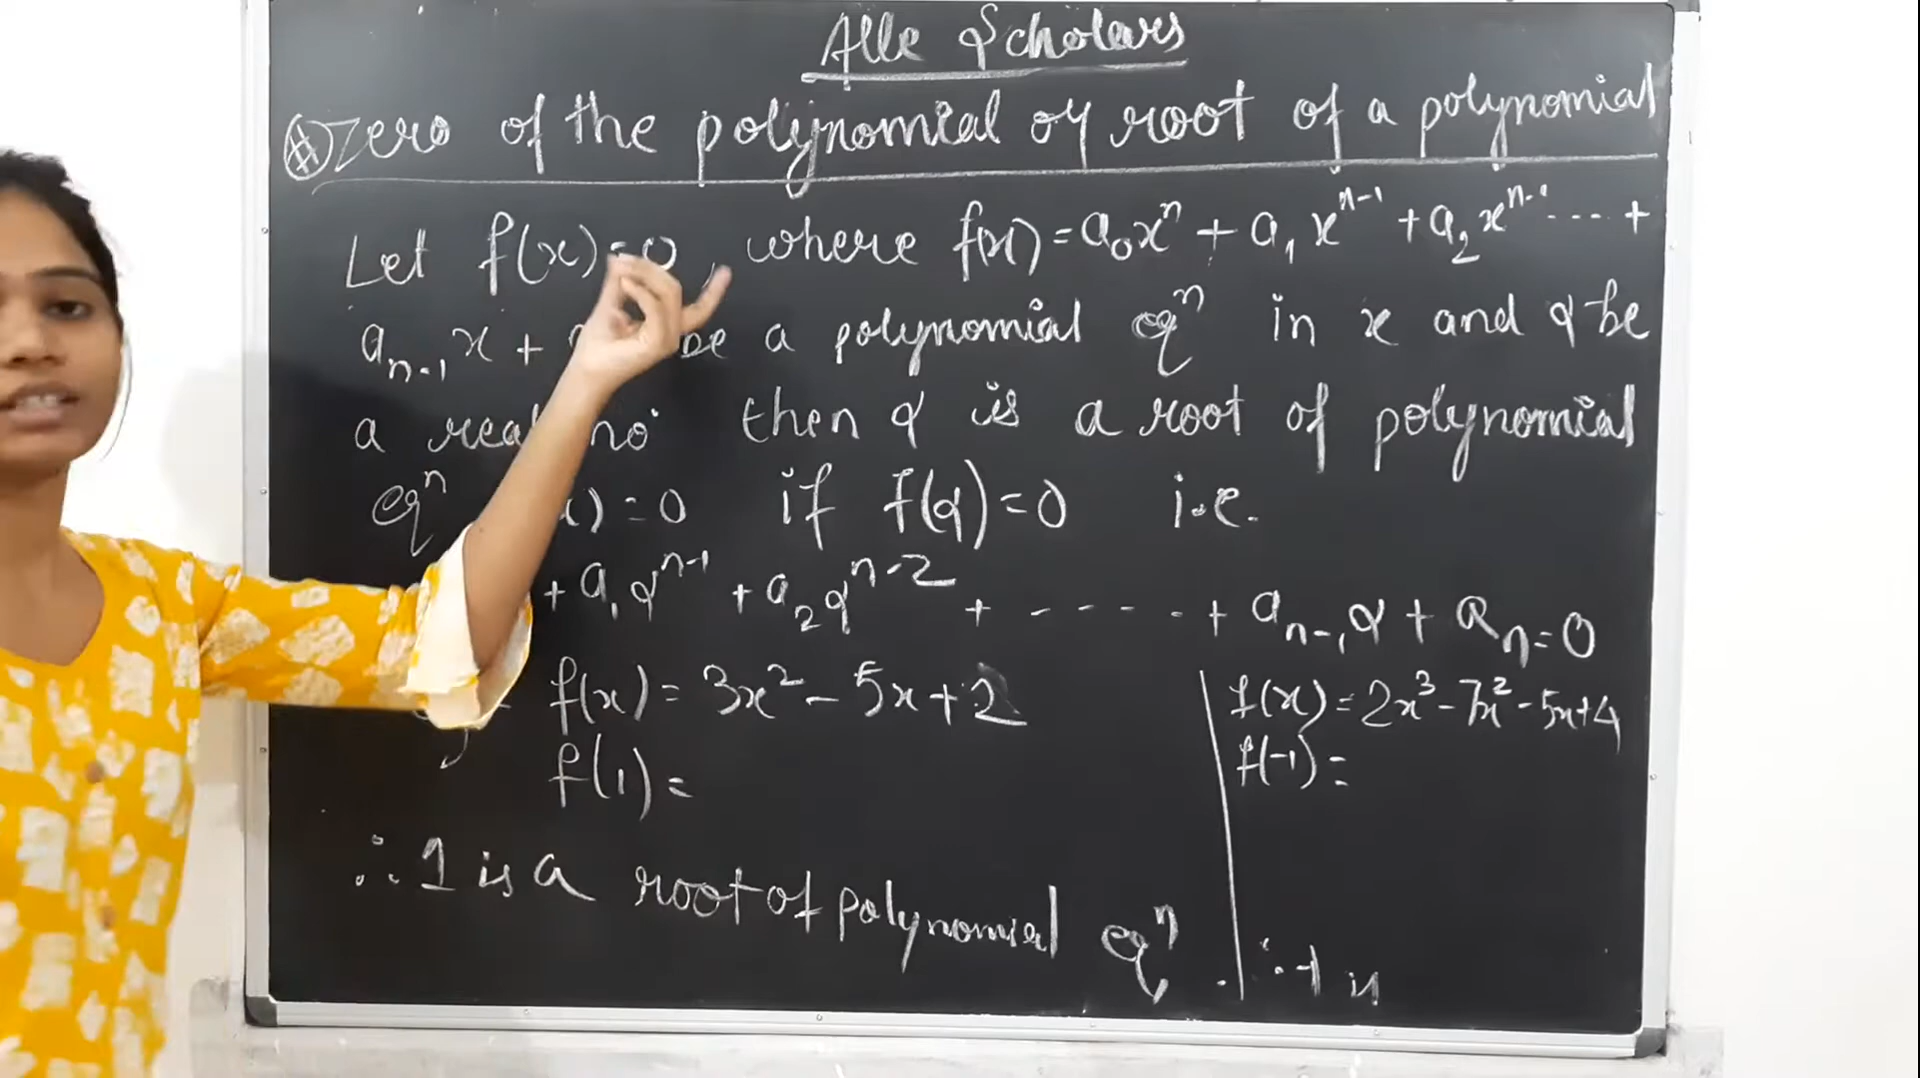 Alle Scholars
# Zero of the polynomial or root of a polynomial
Let f(x)=0, where f(x) = a₀xⁿ + a₁xⁿ⁻¹ + a₂xⁿ⁻ ---- +
aₙ₋₁x + be a polynomial eqⁿ in x and α be
a real no. then α is a root of polynomial
eqⁿ x) = 0 if f(α) = 0 i.e.
+ a₁αⁿ⁻¹ + a₂αⁿ⁻² + ----- + aₙ₋₁α + aₙ = 0
f(x) = 3x² - 5x + 2
f(1) =
∴ 1 is a root of polynomial eqⁿ.
f(x) = 2x³ - 7x² - 5x + 4
f(-1) =
∴ -1 is